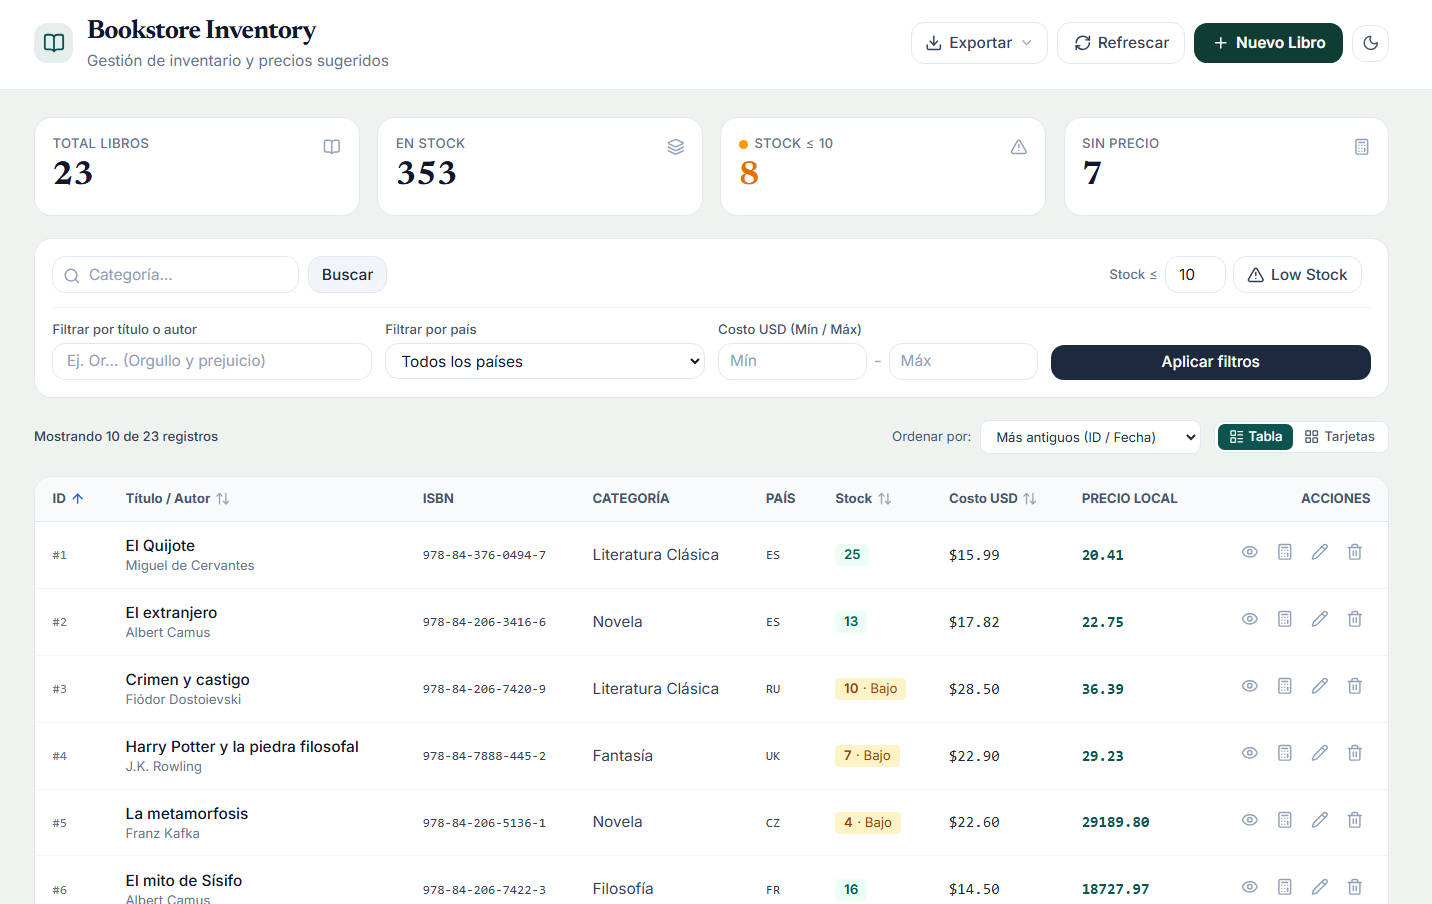 Bookstore Inventory
Gestión de inventario y precios sugeridos
Exportar
Refrescar
Nuevo Libro
TOTAL LIBROS
23
EN STOCK
353
STOCK ≤ 10
8
SIN PRECIO
7
Categoría...
Buscar
Stock ≤
10
Low Stock
Filtrar por título o autor
Ej. Or... (Orgullo y prejuicio)
Filtrar por país
Todos los países
Costo USD (Mín / Máx)
Mín
-
Máx
Aplicar filtros
Mostrando 10 de 23 registros
Ordenar por:
Más antiguos (ID / Fecha)
Tabla
Tarjetas
ID Título / Autor ISBN CATEGORÍA PAÍS Stock Costo USD PRECIO LOCAL ACCIONES
#1 El Quijote 978-84-376-0494-7 Literatura Clásica ES 25 $15.99 20.41
Miguel de Cervantes
#2 El extranjero 978-84-206-3416-6 Novela ES 13 $17.82 22.75
Albert Camus
#3 Crimen y castigo 978-84-206-7420-9 Literatura Clásica RU 10 · Bajo $28.50 36.39
Fiódor Dostoievski
#4 Harry Potter y la piedra filosofal 978-84-7888-445-2 Fantasía UK 7 · Bajo $22.90 29.23
J.K. Rowling
#5 La metamorfosis 978-84-206-5136-1 Novela CZ 4 · Bajo $22.60 29189.80
Franz Kafka
#6 El mito de Sísifo 978-84-206-7422-3 Filosofía FR 16 $14.50 18727.97
Albert Camus